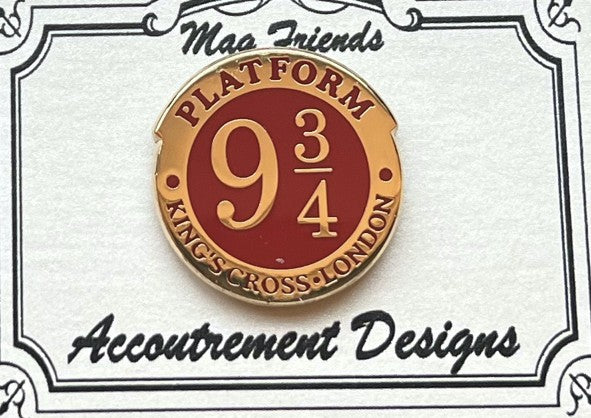 Mag Friends
PLATFORM
9 3/4
KING'S CROSS • LONDON
Accoutrement Designs